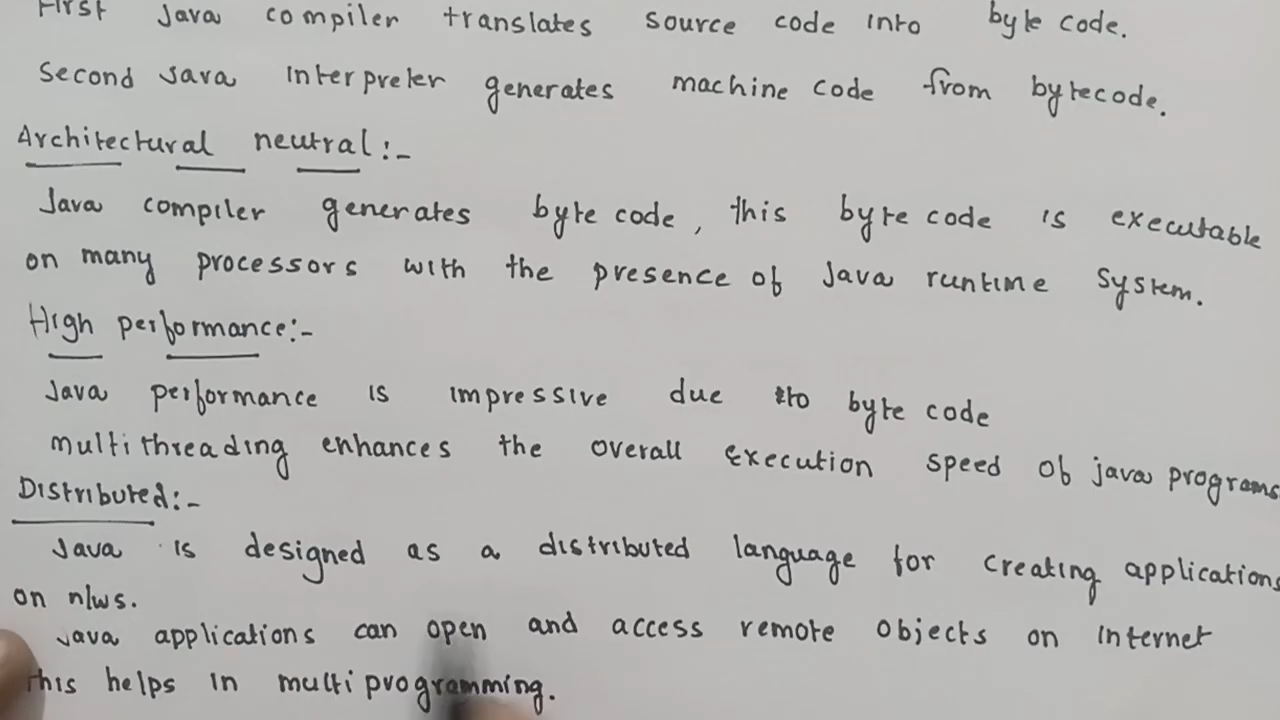 First Java compiler translates source code into byte code.
Second Java Interpreter generates machine code from bytecode.
Architectural neutral:-
Java compiler generates byte code, this byte code is executable
on many processors with the presence of Java runtime System.
High performance:-
Java performance is impressive due to byte code
multithreading enhances the overall Execution speed of java programs
Distributed:-
Java is designed as a distributed language for creating applications
on n/ws.
Java applications can open and access remote objects on Internet
This helps in multiprogramming.